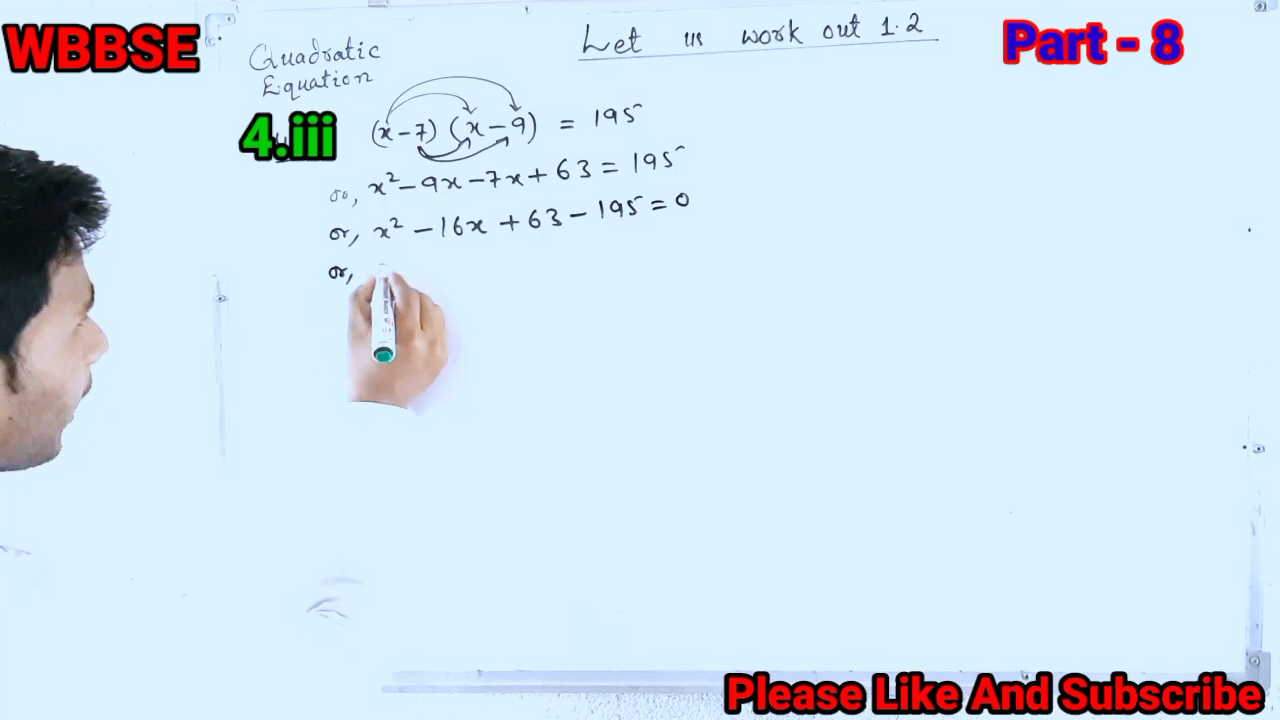 WBBSE
Quadratic
Equation
Let us work out 1.2
Part - 8
4.iii
(x-7) (x-9) = 195
or, x² - 9x - 7x + 63 = 195
or, x² - 16x + 63 - 195 = 0
or,
Please Like And Subscribe